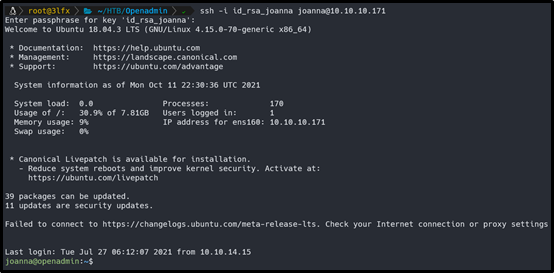 root@3lfx ~/HTB/Openadmin ssh -i id_rsa_joanna joanna@10.10.10.171
Enter passphrase for key 'id_rsa_joanna':
Welcome to Ubuntu 18.04.3 LTS (GNU/Linux 4.15.0-70-generic x86_64)
* Documentation: https://help.ubuntu.com
* Management: https://landscape.canonical.com
* Support: https://ubuntu.com/advantage
System information as of Mon Oct 11 22:30:36 UTC 2021
System load: 0.0 Processes: 170
Usage of /: 30.9% of 7.81GB Users logged in: 1
Memory usage: 9% IP address for ens160: 10.10.10.171
Swap usage: 0%
* Canonical Livepatch is available for installation.
- Reduce system reboots and improve kernel security. Activate at:
https://ubuntu.com/livepatch
39 packages can be updated.
11 updates are security updates.
Failed to connect to https://changelogs.ubuntu.com/meta-release-lts. Check your Internet connection or proxy settings
Last login: Tue Jul 27 06:12:07 2021 from 10.10.14.15
joanna@openadmin:~$